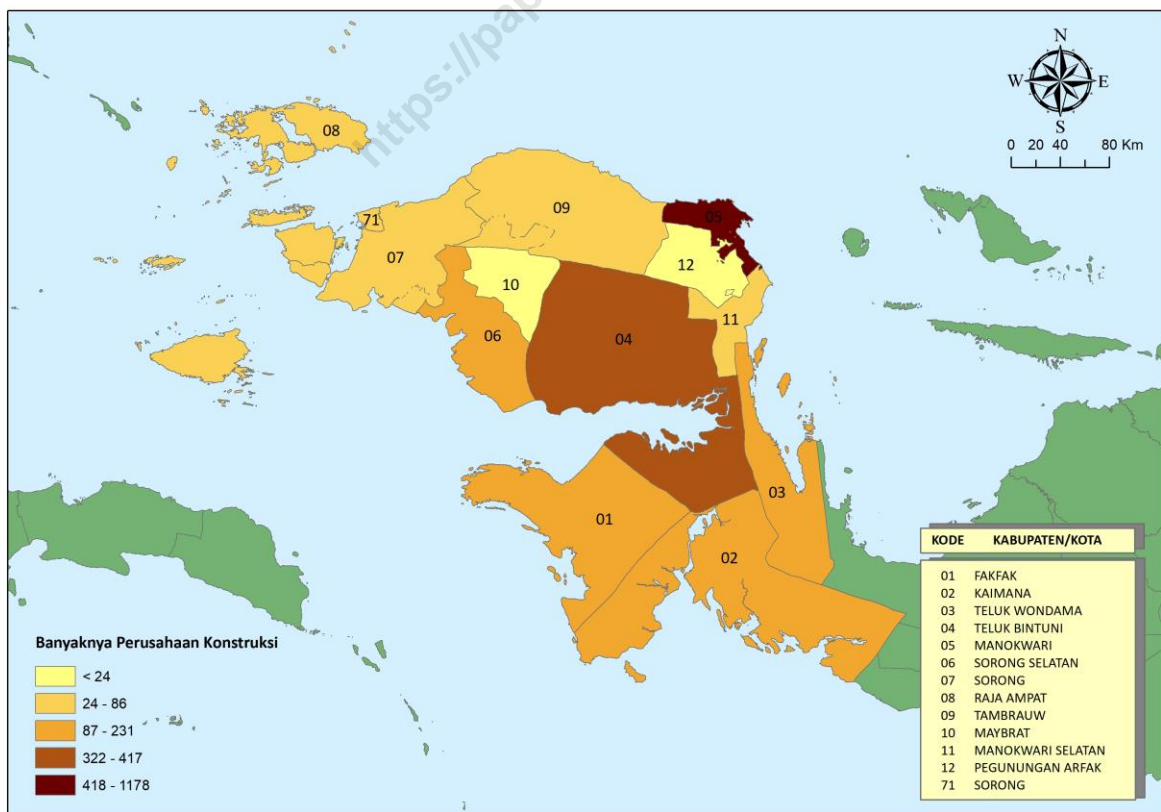 https://pap
N
W E
S
0 20 40 80 Km
08
09
05
71
07
12
10
11
06
04
03
01
02
Banyaknya Perusahaan Konstruksi
< 24
24 - 86
87 - 231
322 - 417
418 - 1178
KODE KABUPATEN/KOTA
01 FAKFAK
02 KAIMANA
03 TELUK WONDAMA
04 TELUK BINTUNI
05 MANOKWARI
06 SORONG SELATAN
07 SORONG
08 RAJA AMPAT
09 TAMBRAUW
10 MAYBRAT
11 MANOKWARI SELATAN
12 PEGUNUNGAN ARFAK
71 SORONG